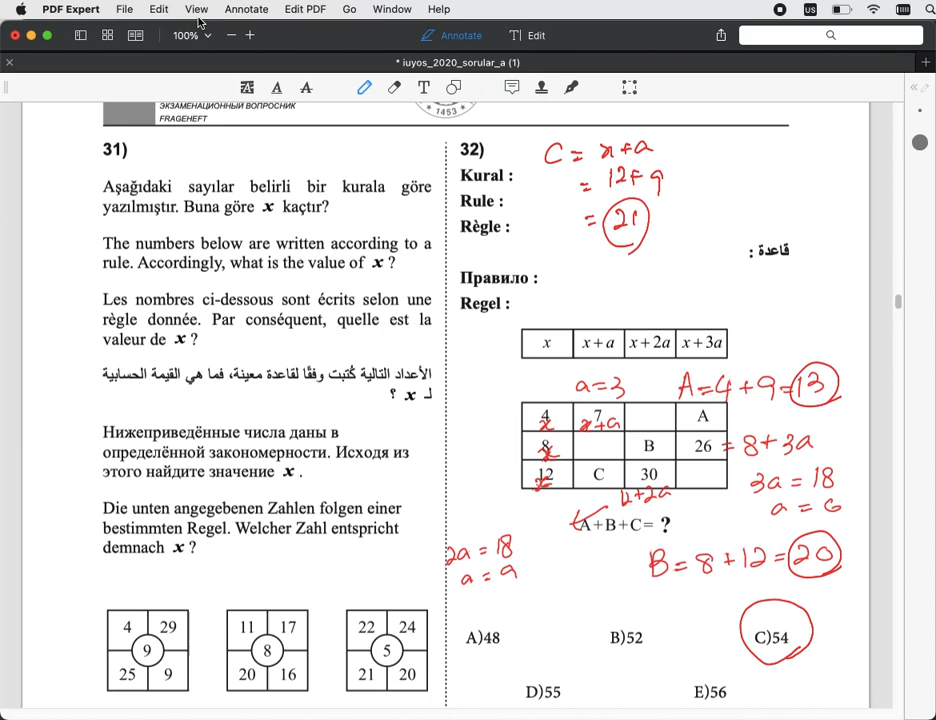 PDF Expert File Edit View Annotate Edit PDF Go Window Help US
100% Annotate Edit
* iuyos_2020_sorular_a (1)
ЭКЗАМЕНАЦИОННЫЙ ВОПРОСНИК
FRAGEHEFT
1453
31)
Aşağıdaki sayılar belirli bir kurala göre
yazılmıştır. Buna göre x kaçtır?
The numbers below are written according to a
rule. Accordingly, what is the value of x ?
Les nombres ci-dessous sont écrits selon une
règle donnée. Par conséquent, quelle est la
valeur de x ?
الأعداد التالية كُتبت وفقًا لقاعدة معينة، فما هي القيمة الحسابية
لـ x ؟
Нижеприведённые числа даны в
определённой закономерности. Исходя из
этого найдите значение x .
Die unten angegebenen Zahlen folgen einer
bestimmten Regel. Welcher Zahl entspricht
demnach x ?
4 29
9
25 9
11 17
8
20 16
22 24
5
21 20
32)
C = x+a
Kural :
= 12+9
Rule :
= 21
Règle :
قاعدة :
Правило :
Regel :
x x+a x+2a x+3a
a=3 A=4+9=13
4 7 A
x x+a
8 B 26 = 8+3a
x
12 C 30 3a = 18
x
12+2a a = 6
A+B+C= ?
2a = 18
a = 9
B = 8+12=20
A)48 B)52 C)54
D)55 E)56